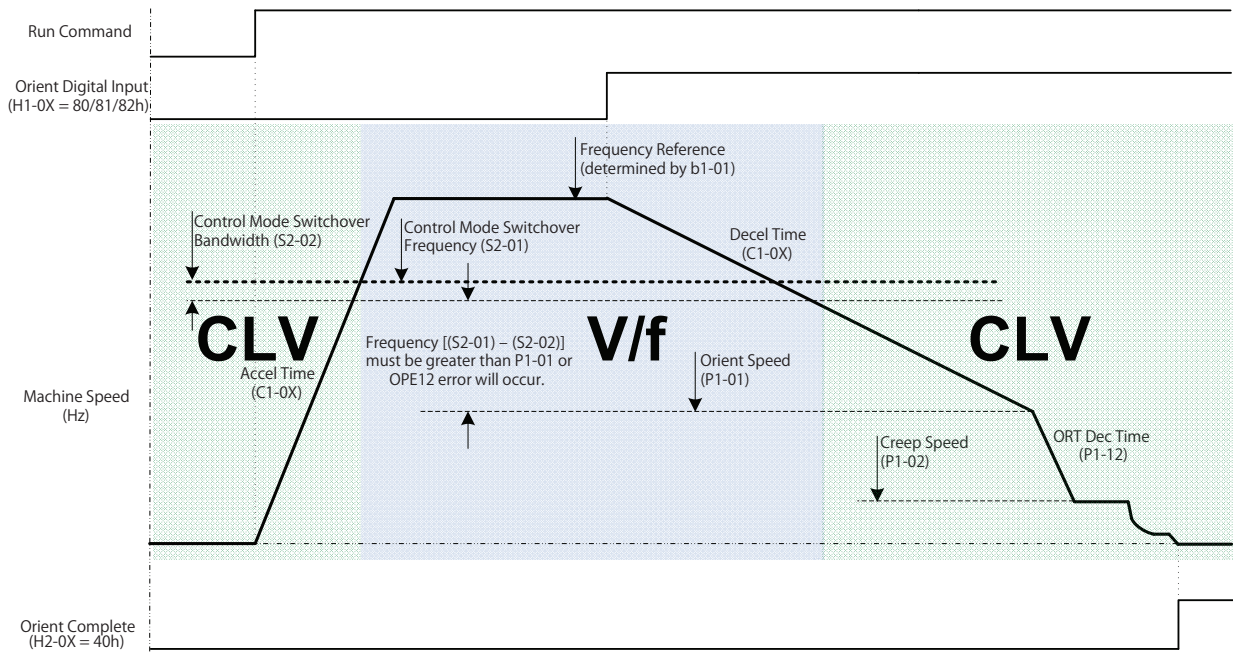 Run Command
Orient Digital Input
(H1-0X = 80/81/82h)
Frequency Reference
(determined by b1-01)
Control Mode Switchover
Bandwidth (S2-02)
Control Mode Switchover
Frequency (S2-01)
Decel Time
(C1-0X)
CLV
V/f
CLV
Frequency [(S2-01) – (S2-02)]
must be greater than P1-01 or
OPE12 error will occur.
Orient Speed
(P1-01)
Accel Time
(C1-0X)
Machine Speed
(Hz)
Creep Speed
(P1-02)
ORT Dec Time
(P1-12)
Orient Complete
(H2-0X = 40h)